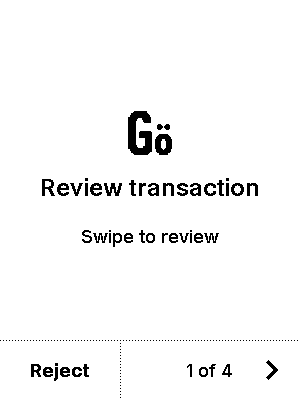 Gö
Review transaction
Swipe to review
Reject
1 of 4